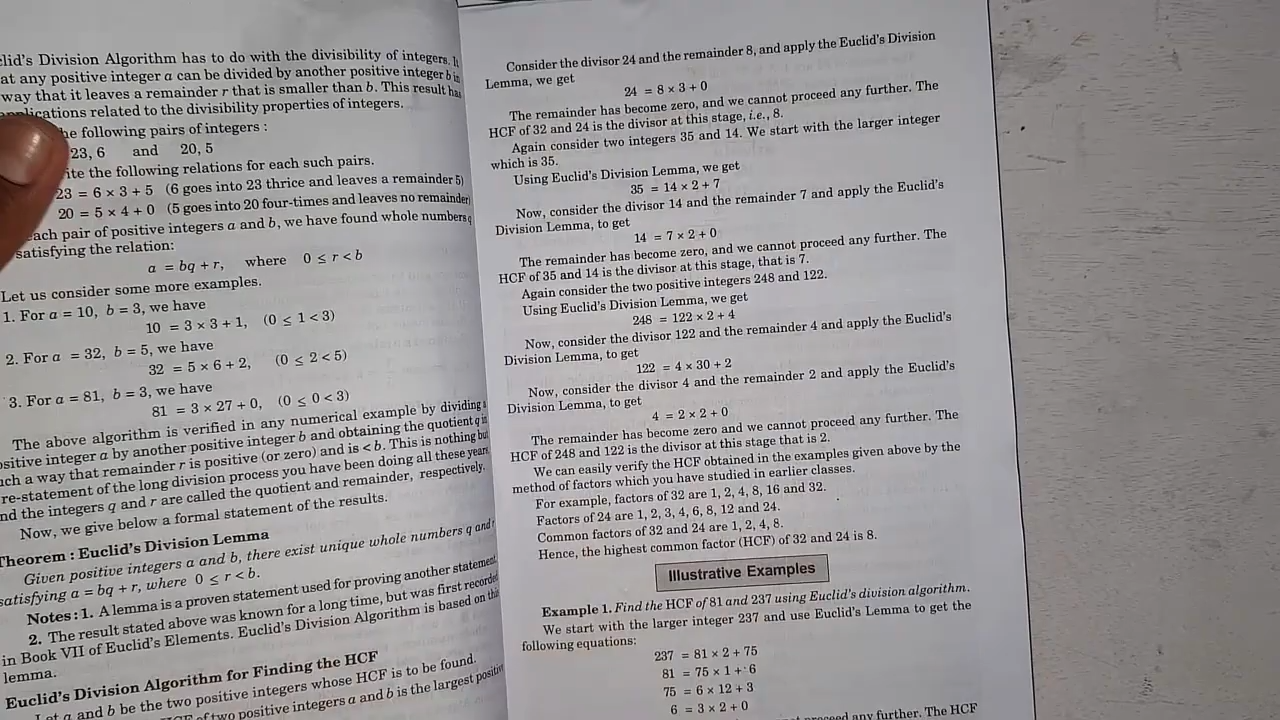 lid's Division Algorithm has to do with the divisibility of integers. It
at any positive integer a can be divided by another positive integer b in
way that it leaves a remainder r that is smaller than b. This result has
applications related to the divisibility properties of integers.
he following pairs of integers :
23, 6 and 20, 5
ite the following relations for each such pairs.
23 = 6 × 3 + 5 (6 goes into 23 thrice and leaves a remainder 5)
20 = 5 × 4 + 0 (5 goes into 20 four-times and leaves no remainder)
each pair of positive integers a and b, we have found whole numbers q
satisfying the relation:
a = bq + r, where 0 ≤ r < b
Let us consider some more examples.
1. For a = 10, b = 3, we have
10 = 3 × 3 + 1, (0 ≤ 1 < 3)
2. For a = 32, b = 5, we have
32 = 5 × 6 + 2, (0 ≤ 2 < 5)
3. For a = 81, b = 3, we have
81 = 3 × 27 + 0, (0 ≤ 0 < 3)
The above algorithm is verified in any numerical example by dividing a
ositive integer a by another positive integer b and obtaining the quotient q in
uch a way that remainder r is positive (or zero) and is < b. This is nothing but
re-statement of the long division process you have been doing all these years
nd the integers q and r are called the quotient and remainder, respectively.
Now, we give below a formal statement of the results.
Theorem : Euclid's Division Lemma
Given positive integers a and b, there exist unique whole numbers q and r
satisfying a = bq + r, where 0 ≤ r < b.
Notes : 1. A lemma is a proven statement used for proving another statement.
2. The result stated above was known for a long time, but was first recorded
in Book VII of Euclid's Elements. Euclid's Division Algorithm is based on this
lemma.
Euclid's Division Algorithm for Finding the HCF
Let a and b be the two positive integers whose HCF is to be found.
HCF of two positive integers a and b is the largest positive
Consider the divisor 24 and the remainder 8, and apply the Euclid's Division
Lemma, we get
24 = 8 × 3 + 0
The remainder has become zero, and we cannot proceed any further. The
HCF of 32 and 24 is the divisor at this stage, i.e., 8.
Again consider two integers 35 and 14. We start with the larger integer
which is 35.
Using Euclid's Division Lemma, we get
35 = 14 × 2 + 7
Now, consider the divisor 14 and the remainder 7 and apply the Euclid's
Division Lemma, to get
14 = 7 × 2 + 0
The remainder has become zero, and we cannot proceed any further. The
HCF of 35 and 14 is the divisor at this stage, that is 7.
Again consider the two positive integers 248 and 122.
Using Euclid's Division Lemma, we get
248 = 122 × 2 + 4
Now, consider the divisor 122 and the remainder 4 and apply the Euclid's
Division Lemma, to get
122 = 4 × 30 + 2
Now, consider the divisor 4 and the remainder 2 and apply the Euclid's
Division Lemma, to get
4 = 2 × 2 + 0
The remainder has become zero and we cannot proceed any further. The
HCF of 248 and 122 is the divisor at this stage that is 2.
We can easily verify the HCF obtained in the examples given above by the
method of factors which you have studied in earlier classes.
For example, factors of 32 are 1, 2, 4, 8, 16 and 32.
Factors of 24 are 1, 2, 3, 4, 6, 8, 12 and 24.
Common factors of 32 and 24 are 1, 2, 4, 8.
Hence, the highest common factor (HCF) of 32 and 24 is 8.
Illustrative Examples
Example 1. Find the HCF of 81 and 237 using Euclid's division algorithm.
We start with the larger integer 237 and use Euclid's Lemma to get the
following equations:
237 = 81 × 2 + 75
81 = 75 × 1 + 6
75 = 6 × 12 + 3
6 = 3 × 2 + 0
proceed any further. The HCF